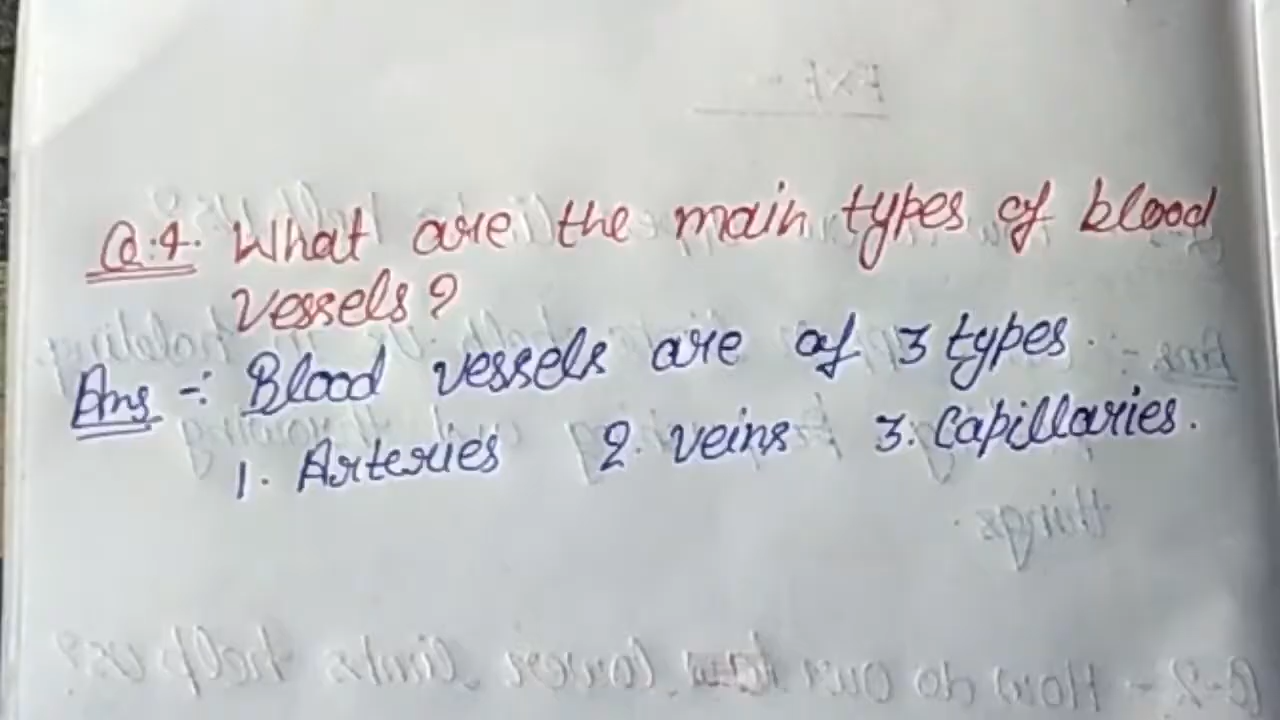 Q.4. What are the main types of blood
vessels?
Ans -: Blood vessels are of 3 types.
1. Arteries 2. veins 3. Capillaries.